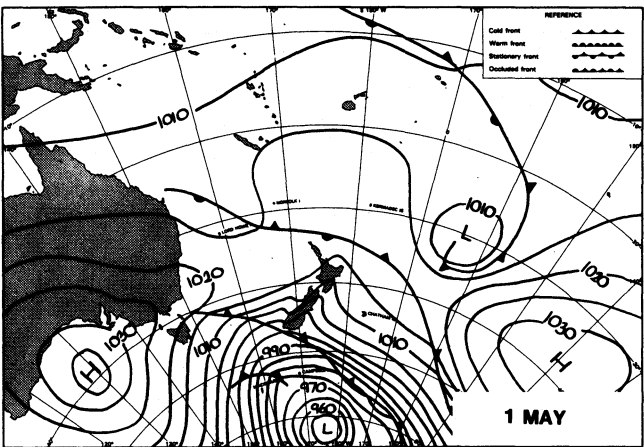 REFERENCE
Cold front
Warm front
Stationary front
Occluded front
1010
1010
1010
L
1020
1020
1010
1030
1030
H
H
990
1010
970
960
L
1 MAY